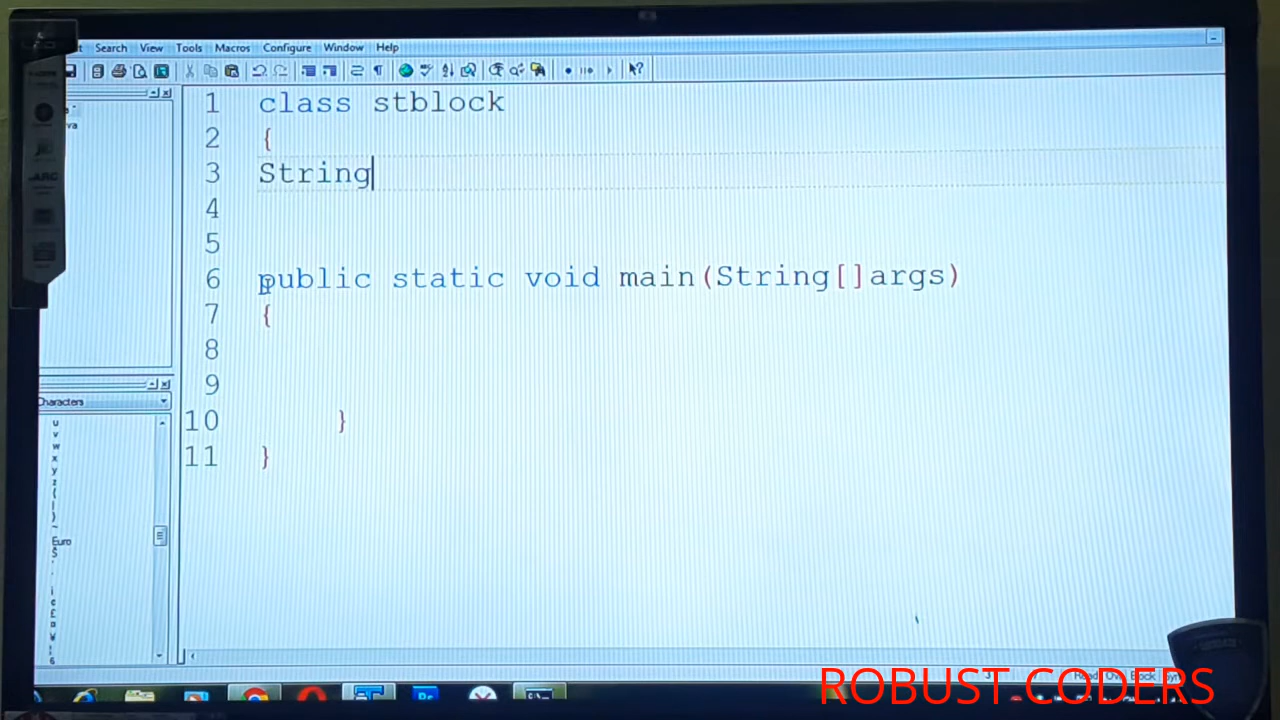 Search View Tools Macros Configure Window Help
1 class stblock
2 {
3 String
4
5
6 public static void main(String[]args)
7 {
8
9
10 }
11 }
Characters
u
v
w
x
y
z
{
|
}
~
Euro
ROBUST CODERS